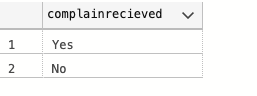 complainrecieved
1 Yes
2 No